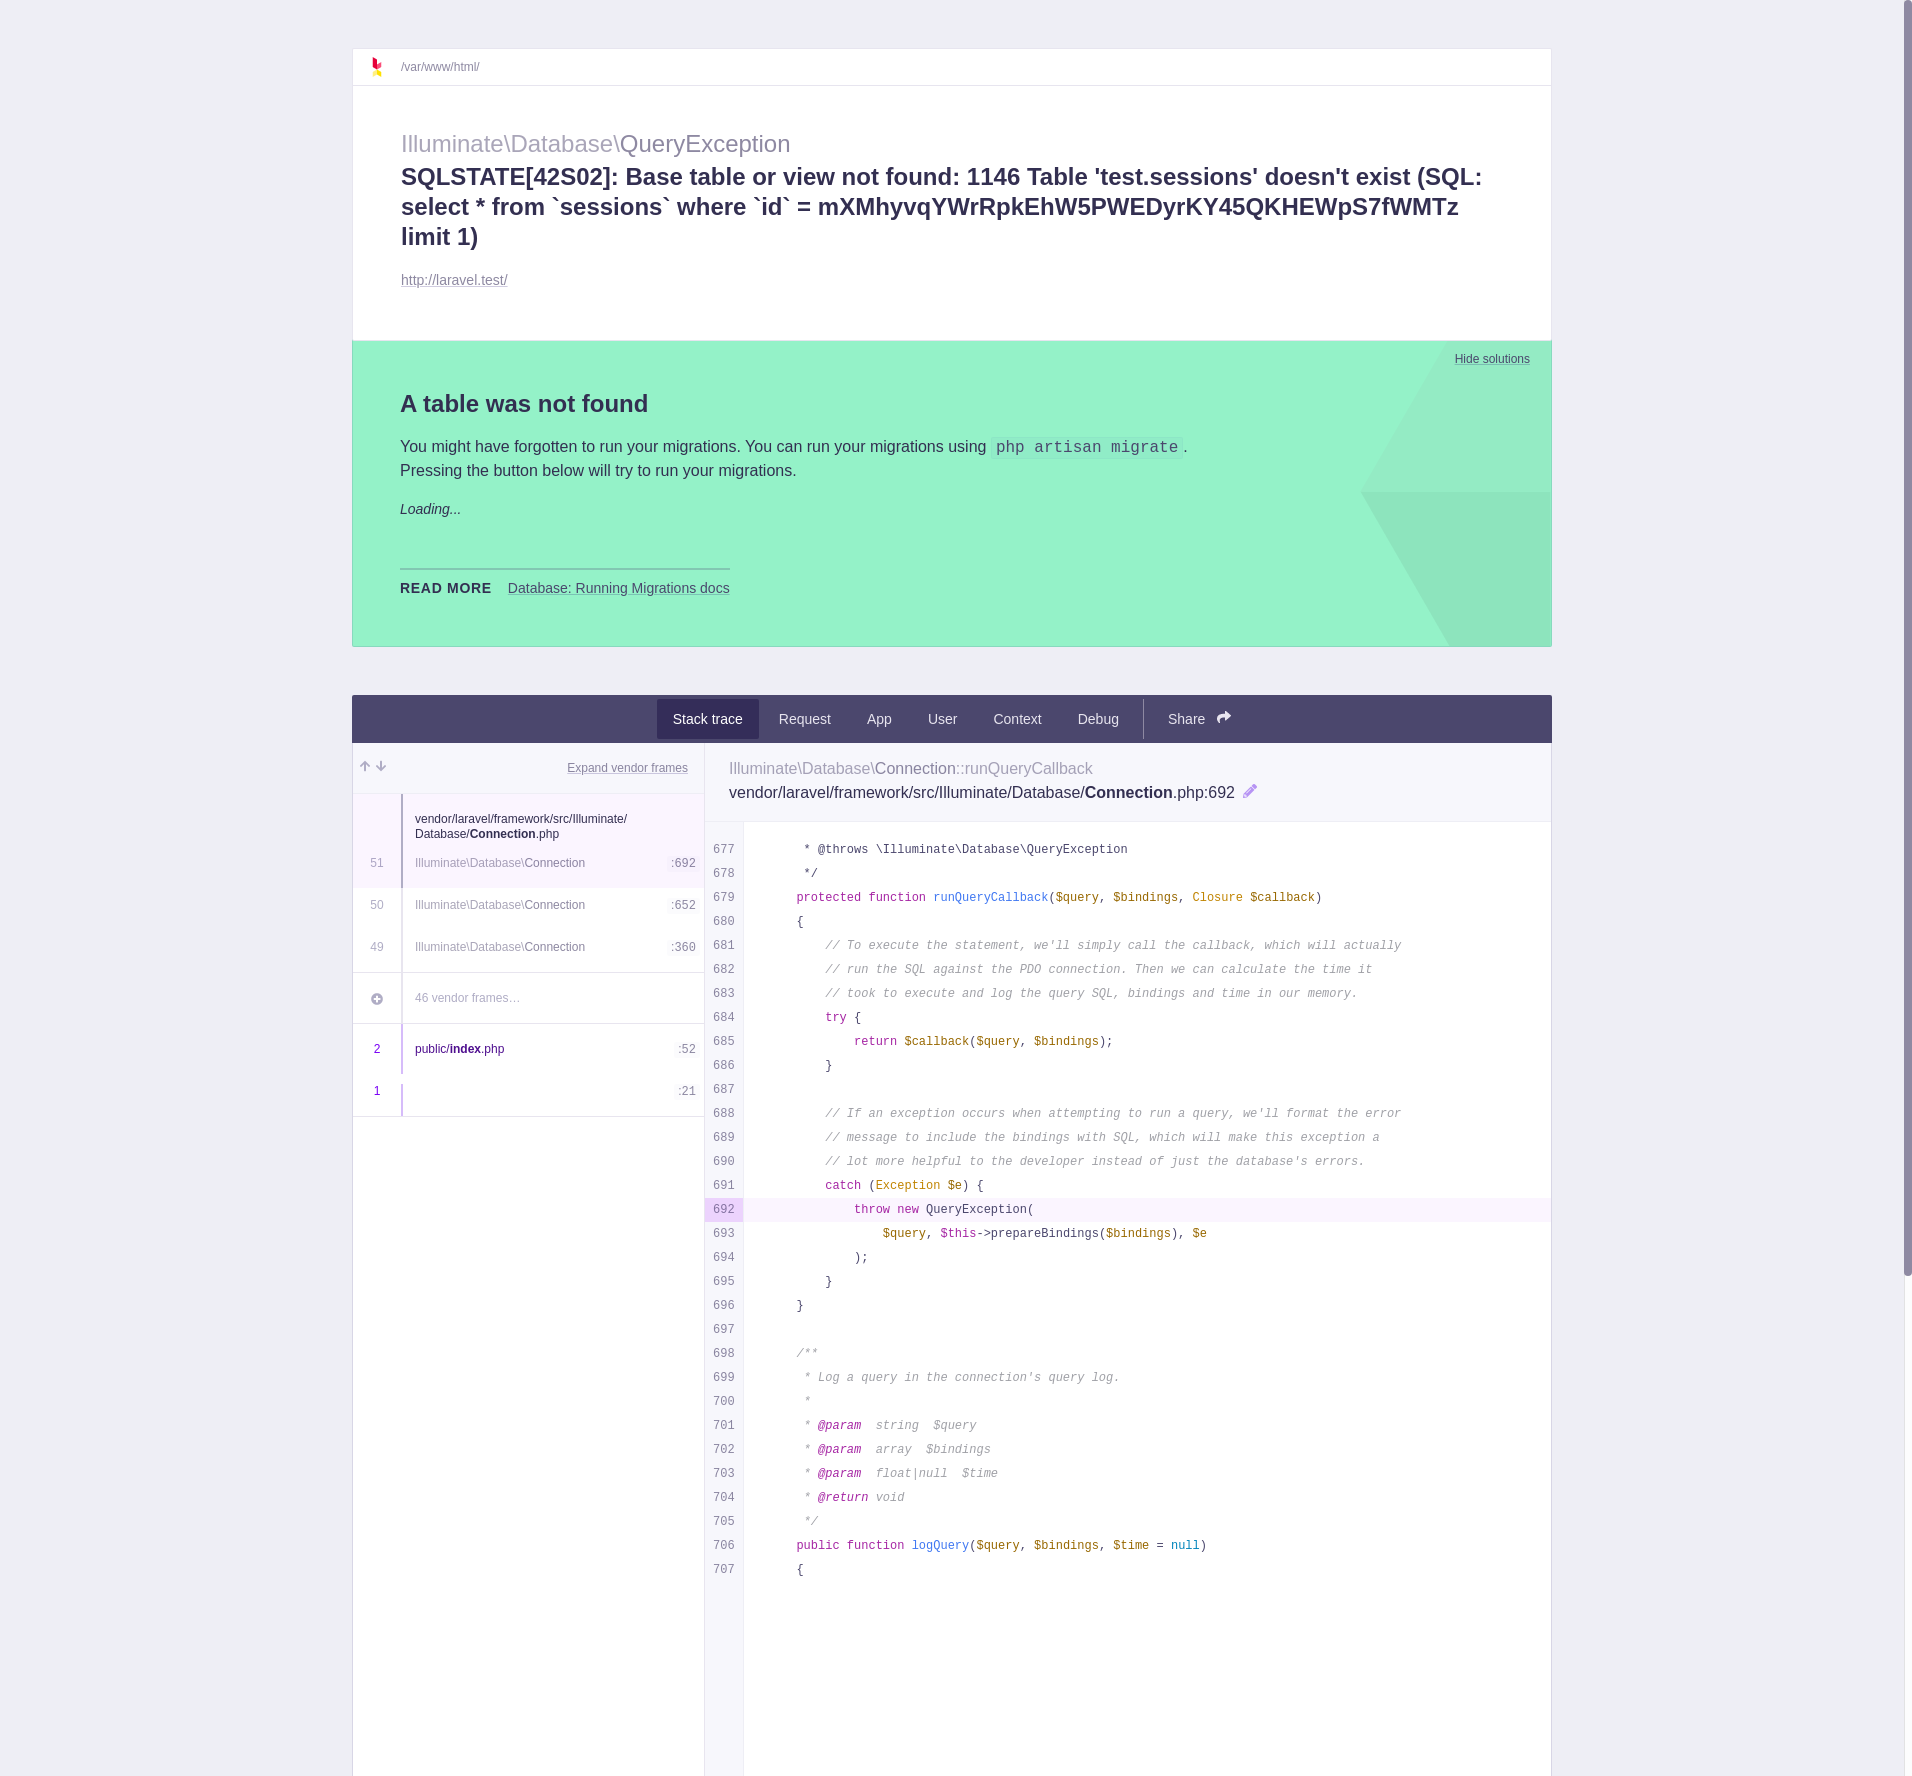 /var/www/html/
Illuminate\Database\QueryException
SQLSTATE[42S02]: Base table or view not found: 1146 Table 'test.sessions' doesn't exist (SQL:
select * from `sessions` where `id` = mXMhyvqYWrRpkEhW5PWEDyrKY45QKHEWpS7fWMTz
limit 1)
http://laravel.test/
Hide solutions
A table was not found
You might have forgotten to run your migrations. You can run your migrations using php artisan migrate.
Pressing the button below will try to run your migrations.
Loading...
READ MORE Database: Running Migrations docs
Stack trace Request App User Context Debug Share
Expand vendor frames
vendor/laravel/framework/src/Illuminate/
Database/Connection.php
51 Illuminate\Database\Connection :692
50 Illuminate\Database\Connection :652
49 Illuminate\Database\Connection :360
46 vendor frames…
2 public/index.php :52
1 :21
Illuminate\Database\Connection::runQueryCallback
vendor/laravel/framework/src/Illuminate/Database/Connection.php:692
677 * @throws \Illuminate\Database\QueryException
678 */
679 protected function runQueryCallback($query, $bindings, Closure $callback)
680 {
681 // To execute the statement, we'll simply call the callback, which will actually
682 // run the SQL against the PDO connection. Then we can calculate the time it
683 // took to execute and log the query SQL, bindings and time in our memory.
684 try {
685 return $callback($query, $bindings);
686 }
687
688 // If an exception occurs when attempting to run a query, we'll format the error
689 // message to include the bindings with SQL, which will make this exception a
690 // lot more helpful to the developer instead of just the database's errors.
691 catch (Exception $e) {
692 throw new QueryException(
693 $query, $this->prepareBindings($bindings), $e
694 );
695 }
696 }
697
698 /**
699 * Log a query in the connection's query log.
700 *
701 * @param string $query
702 * @param array $bindings
703 * @param float|null $time
704 * @return void
705 */
706 public function logQuery($query, $bindings, $time = null)
707 {